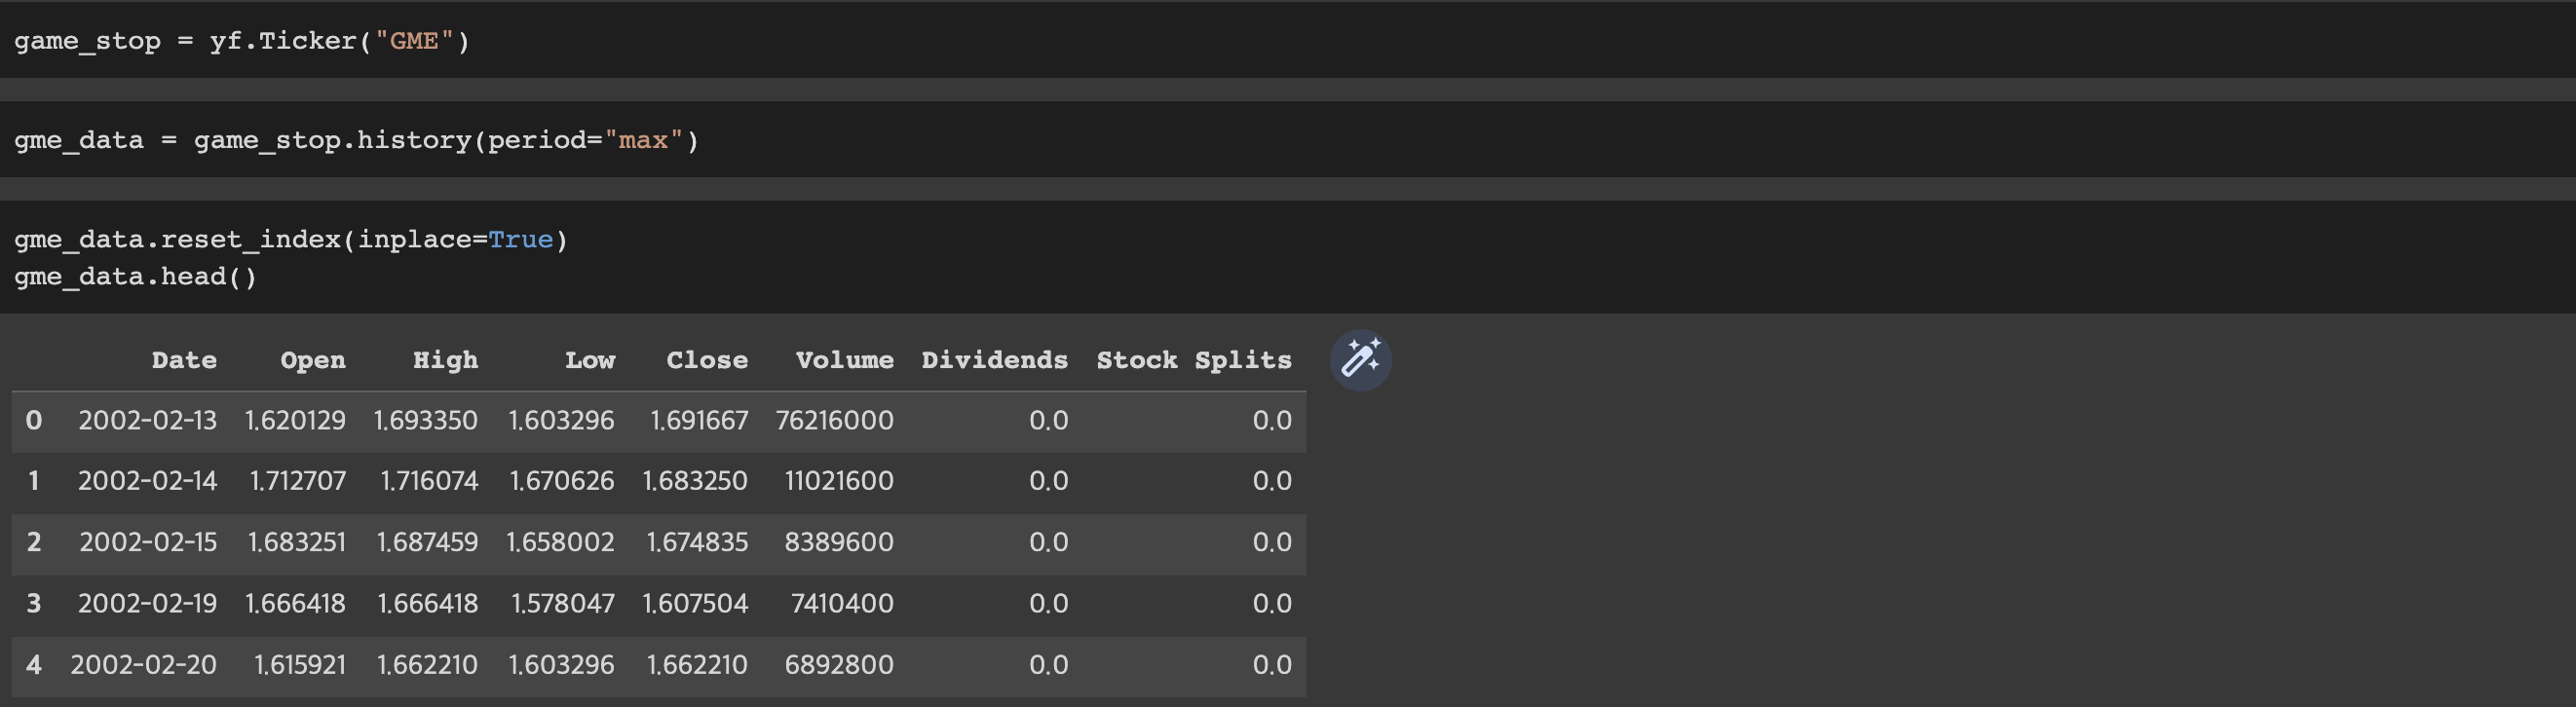 game_stop = yf.Ticker("GME")
gme_data = game_stop.history(period="max")
gme_data.reset_index(inplace=True)
gme_data.head()
Date Open High Low Close Volume Dividends Stock Splits
0 2002-02-13 1.620129 1.693350 1.603296 1.691667 76216000 0.0 0.0
1 2002-02-14 1.712707 1.716074 1.670626 1.683250 11021600 0.0 0.0
2 2002-02-15 1.683251 1.687459 1.658002 1.674835 8389600 0.0 0.0
3 2002-02-19 1.666418 1.666418 1.578047 1.607504 7410400 0.0 0.0
4 2002-02-20 1.615921 1.662210 1.603296 1.662210 6892800 0.0 0.0